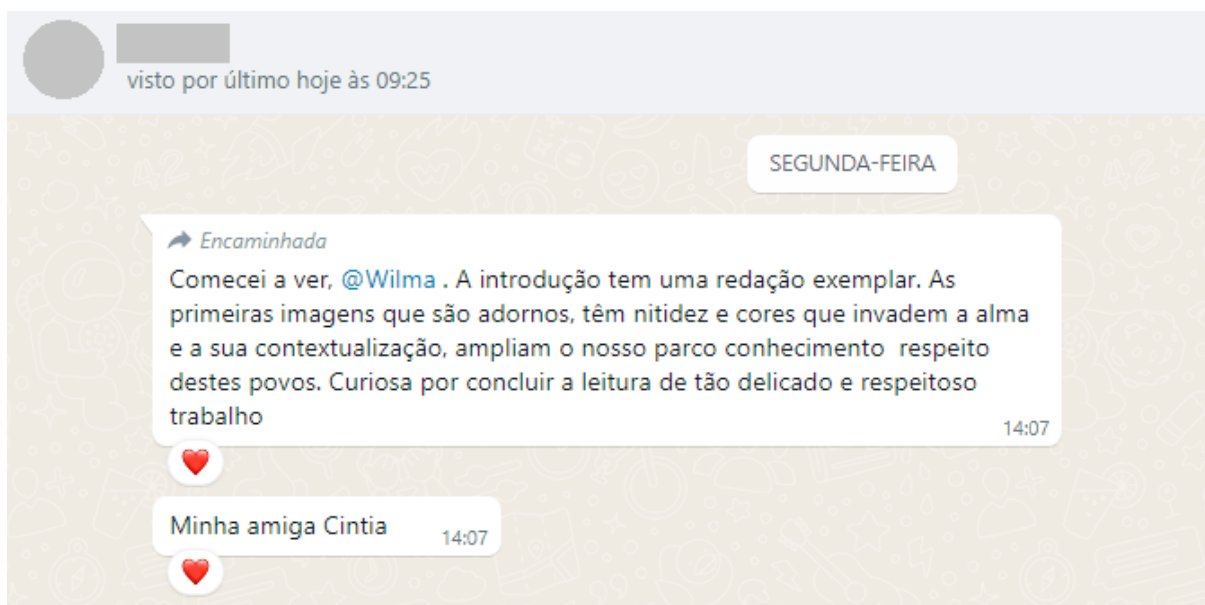 visto por último hoje às 09:25
SEGUNDA-FEIRA
Encaminhada
Comecei a ver, @Wilma . A introdução tem uma redação exemplar. As
primeiras imagens que são adornos, têm nitidez e cores que invadem a alma
e a sua contextualização, ampliam o nosso parco conhecimento  respeito
destes povos. Curiosa por concluir a leitura de tão delicado e respeitoso
trabalho
14:07
Minha amiga Cintia
14:07